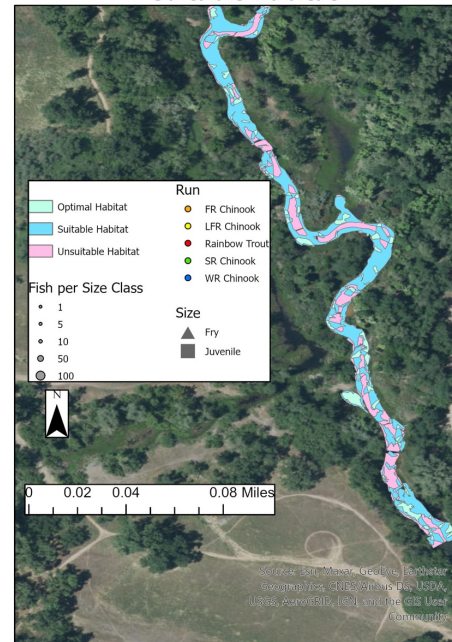 Optimal Habitat
Suitable Habitat
Unsuitable Habitat
Fish per Size Class
1
5
10
50
100
Run
FR Chinook
LFR Chinook
Rainbow Trout
SR Chinook
WR Chinook
Size
Fry
Juvenile
N
0 0.02 0.04 0.08 Miles
Source: Esri, Maxar, GeoEye, Earthstar
Geographics, CNES/Airbus DS, USDA,
USGS, AeroGRID, IGN, and the GIS User
Community